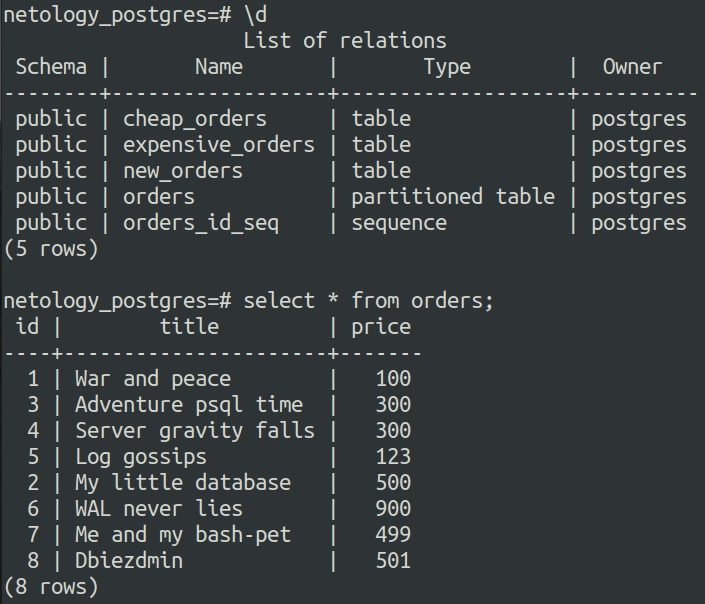 netology_postgres=# \d
                    List of relations
 Schema |       Name       |       Type        |  Owner
--------+------------------+-------------------+----------
 public | cheap_orders     | table             | postgres
 public | expensive_orders | table             | postgres
 public | new_orders       | table             | postgres
 public | orders           | partitioned table | postgres
 public | orders_id_seq    | sequence          | postgres
(5 rows)

netology_postgres=# select * from orders;
 id |        title         | price
----+----------------------+-------
  1 | War and peace        |   100
  3 | Adventure psql time  |   300
  4 | Server gravity falls |   300
  5 | Log gossips          |   123
  2 | My little database   |   500
  6 | WAL never lies       |   900
  7 | Me and my bash-pet   |   499
  8 | Dbiezdmin            |   501
(8 rows)